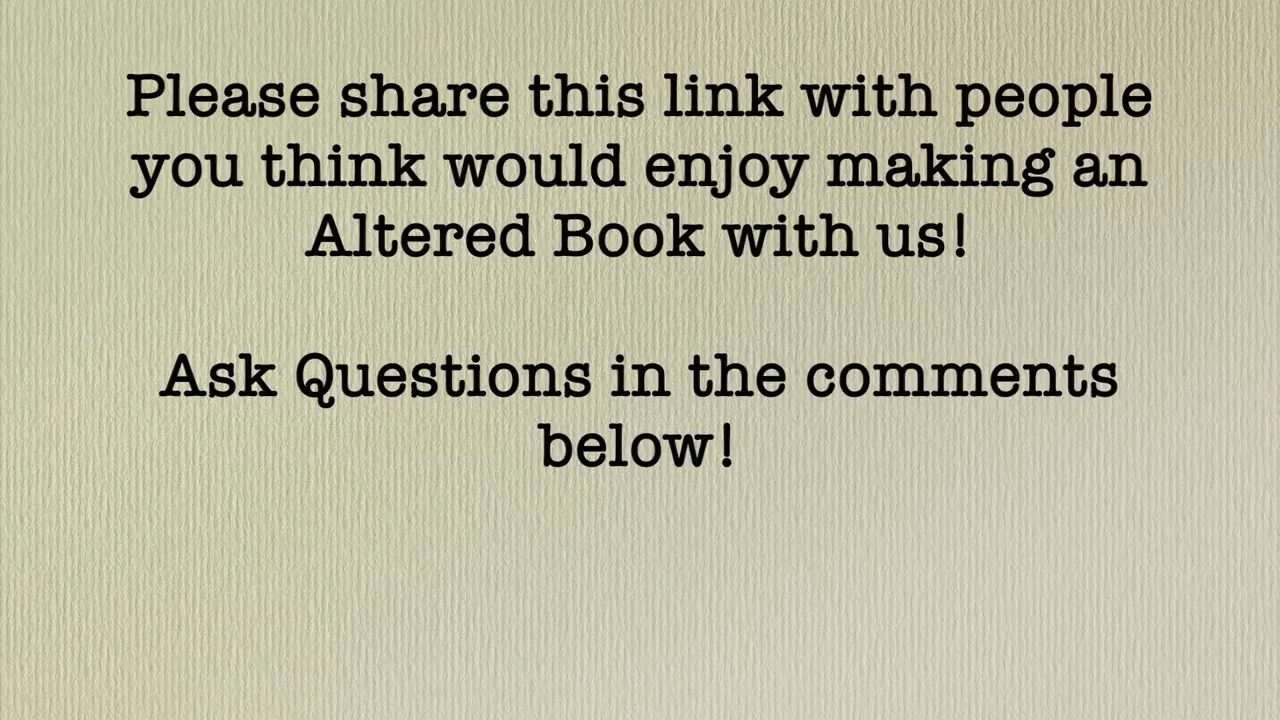 Please share this link with people
you think would enjoy making an
Altered Book with us!
Ask Questions in the comments
below!